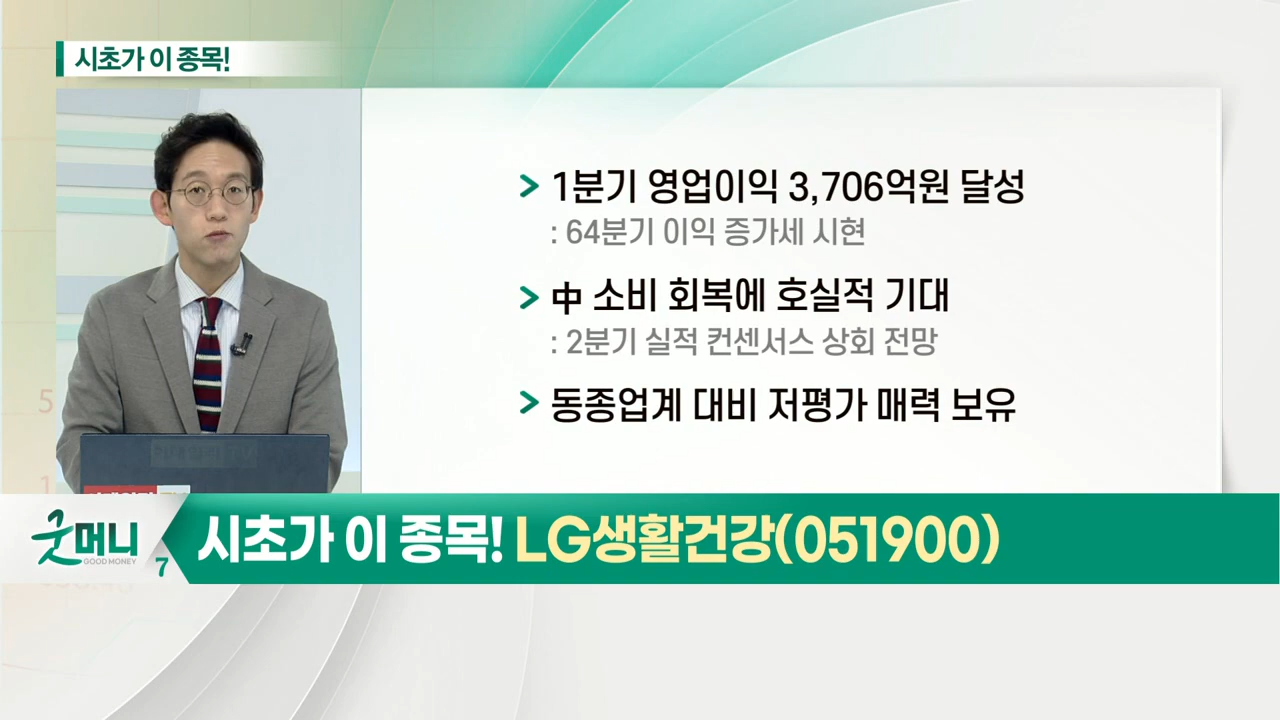 시초가 이 종목!
> 1분기 영업이익 3,706억원 달성
: 64분기 이익 증가세 시현
> 中 소비 회복에 호실적 기대
: 2분기 실적 컨센서스 상회 전망
> 동종업계 대비 저평가 매력 보유
굿머니
GOOD MONEY
7
시초가 이 종목! LG생활건강(051900)
5
1